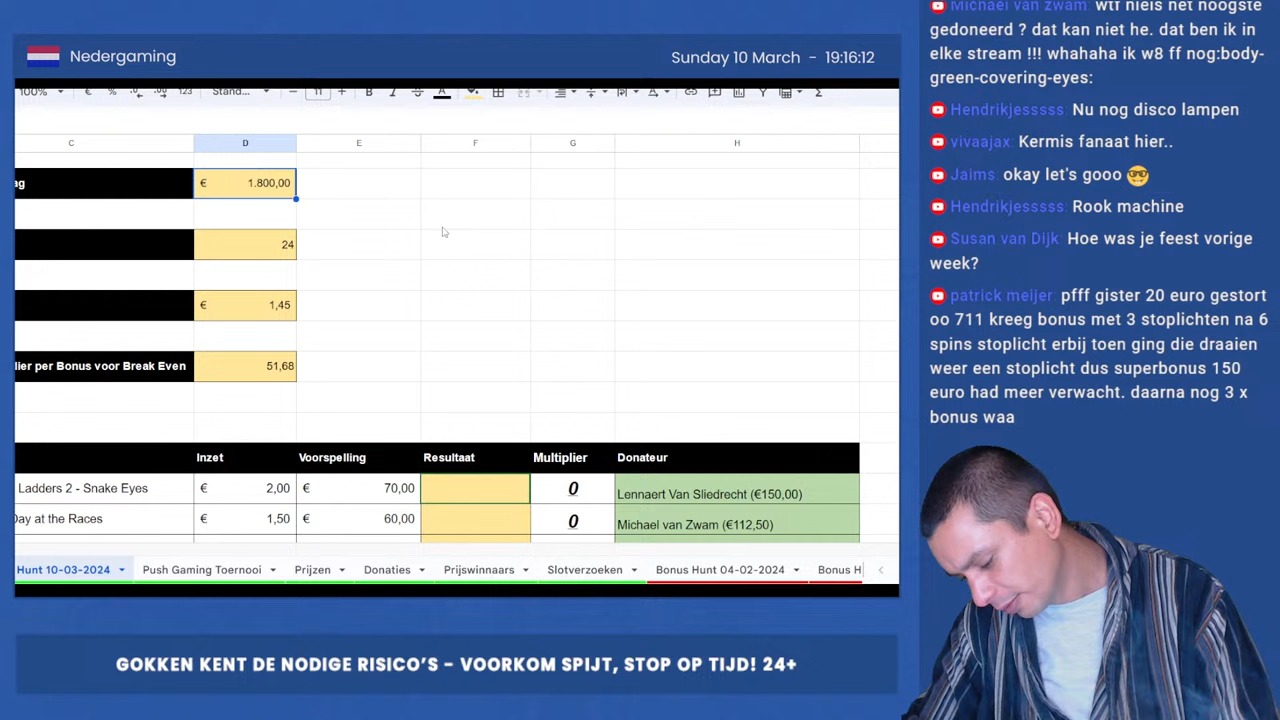 Nedergaming
Sunday 10 March - 19:16:12
100% € % .0 .00 123 Stand... 11 B I A
C D E F G H
ag € 1.800,00
24
€ 1,45
lier per Bonus voor Break Even 51,68
Inzet Voorspelling Resultaat Multiplier Donateur
Ladders 2 - Snake Eyes € 2,00 € 70,00 0 Lennaert Van Sliedrecht (€150,00)
Day at the Races € 1,50 € 60,00 0 Michael van Zwam (€112,50)
Hunt 10-03-2024 Push Gaming Toernooi Prijzen Donaties Prijswinnaars Slotverzoeken Bonus Hunt 04-02-2024 Bonus H
GOKKEN KENT DE NODIGE RISICO'S - VOORKOM SPIJT, STOP OP TIJD! 24+
Michael van zwam: wtf niels het hoogste
gedoneerd ? dat kan niet he. dat ben ik in
elke stream !!! whahaha ik w8 ff nog:body-
green-covering-eyes:
Hendrikjesssss: Nu nog disco lampen
vivaajax: Kermis fanaat hier..
Jaims: okay let's gooo 🤓
Hendrikjesssss: Rook machine
Susan van Dijk: Hoe was je feest vorige
week?
patrick meijer: pfff gister 20 euro gestort
oo 711 kreeg bonus met 3 stoplichten na 6
spins stoplicht erbij toen ging die draaien
weer een stoplicht dus superbonus 150
euro had meer verwacht. daarna nog 3 x
bonus waa